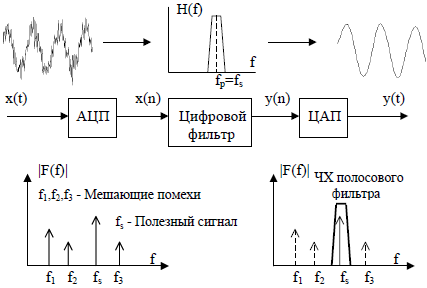 H(f)
f
fp=fs
x(t)
x(n)
y(n)
y(t)
АЦП
Цифровой
фильтр
ЦАП
|F(f)|
f1,f2,f3 - Мешающие помехи
fs - Полезный сигнал
f
f1 f2 fs f3
|F(f)|
ЧХ полосового
фильтра
f
f1 f2 fs f3